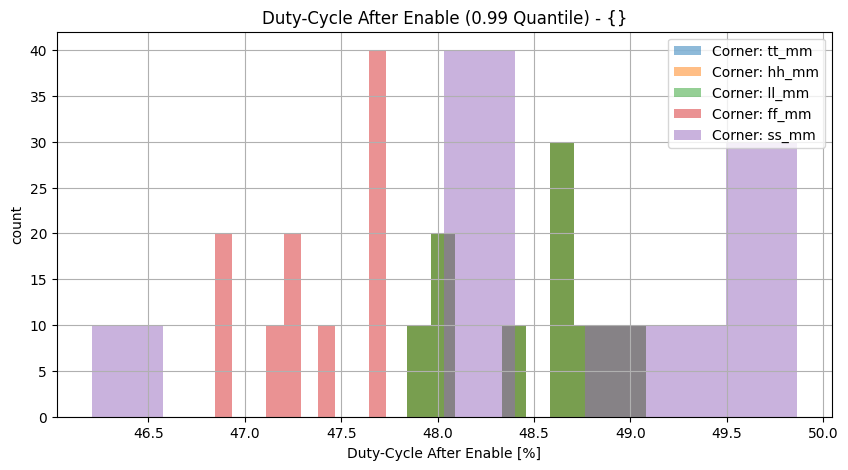 Duty-Cycle After Enable (0.99 Quantile) - {}
Corner: tt_mm
Corner: hh_mm
Corner: ll_mm
Corner: ff_mm
Corner: ss_mm
40
35
30
25
20
15
10
5
0
count
46.5 47.0 47.5 48.0 48.5 49.0 49.5 50.0
Duty-Cycle After Enable [%]